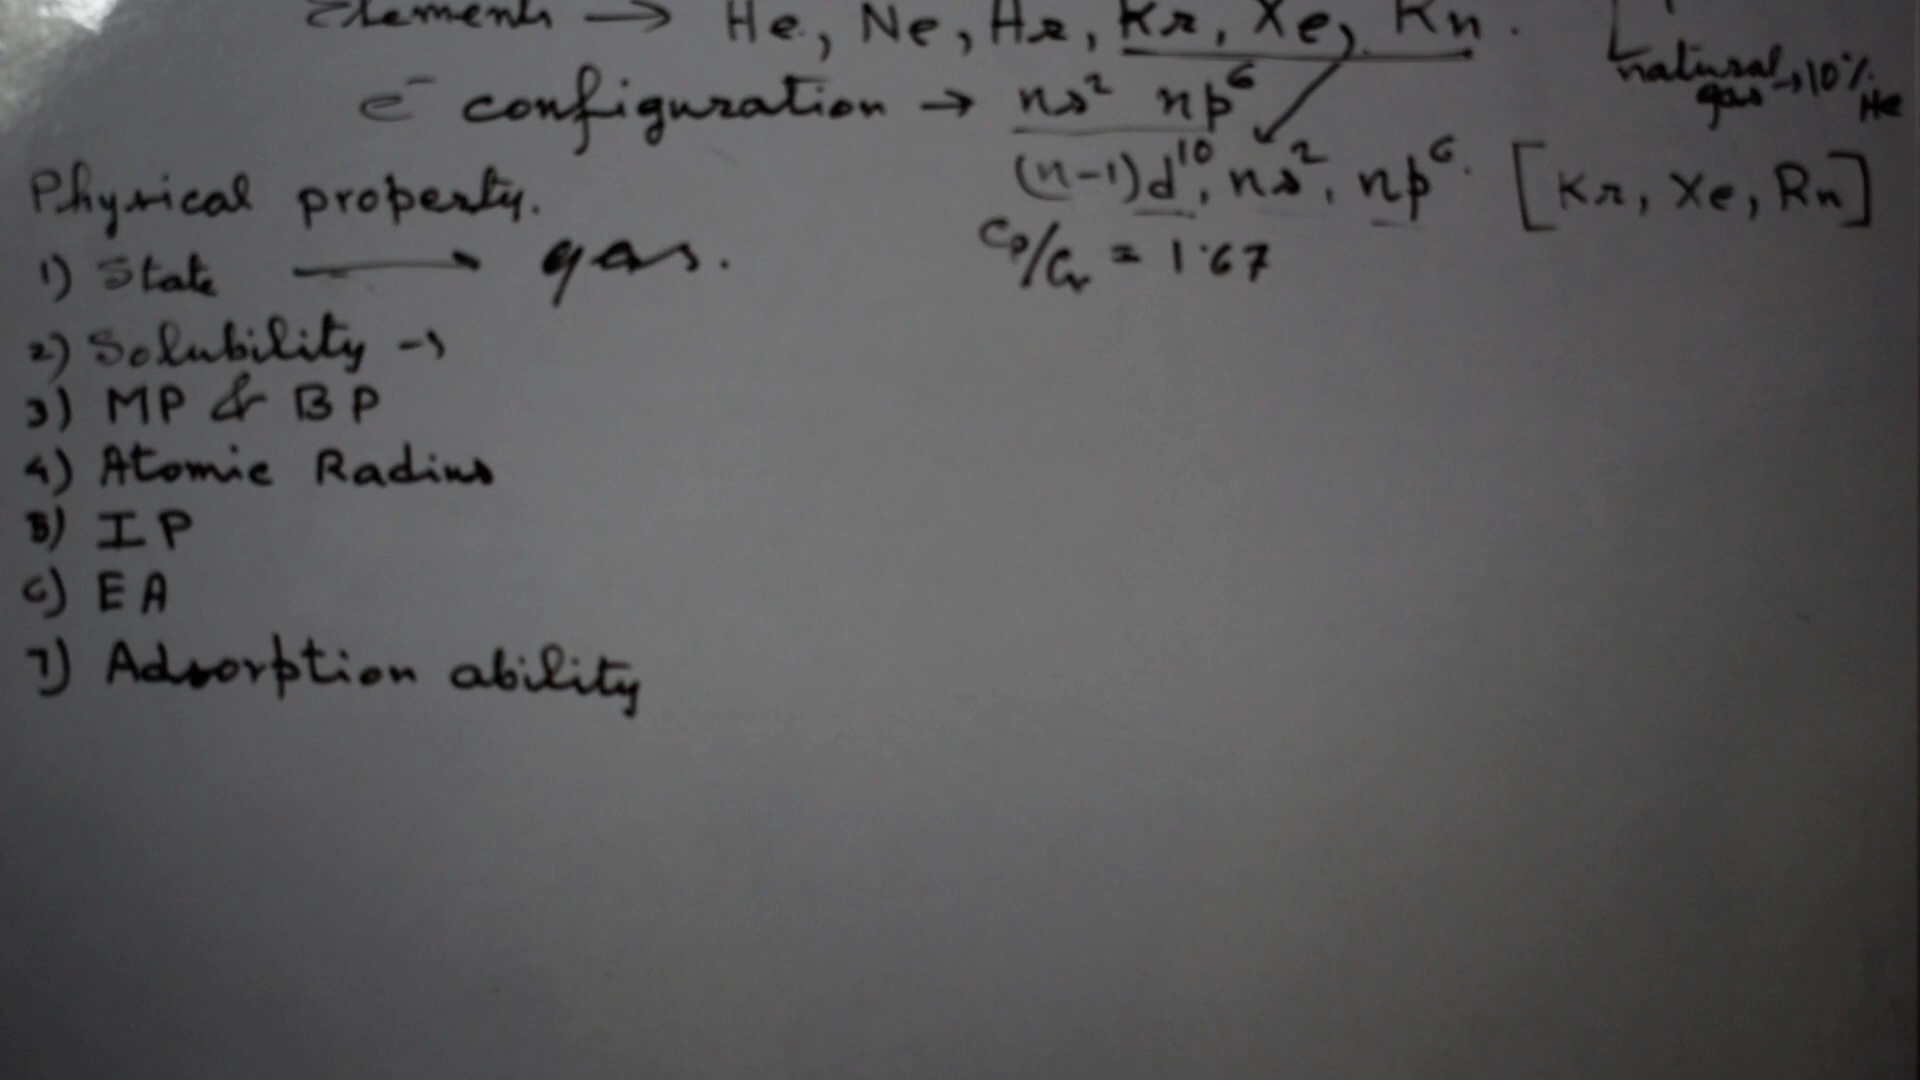 Elements → He, Ne, Ar, Kr, Xe, Rn.
natural gas → 10% He
e⁻ configuration → ns² np⁶
(n-1)d¹⁰, ns², np⁶. [Kr, Xe, Rn]
Physical property.
Cp/Cv = 1.67
1) State → gas.
2) Solubility →
3) MP & BP
4) Atomic Radius
5) IP
6) EA
7) Adsorption ability